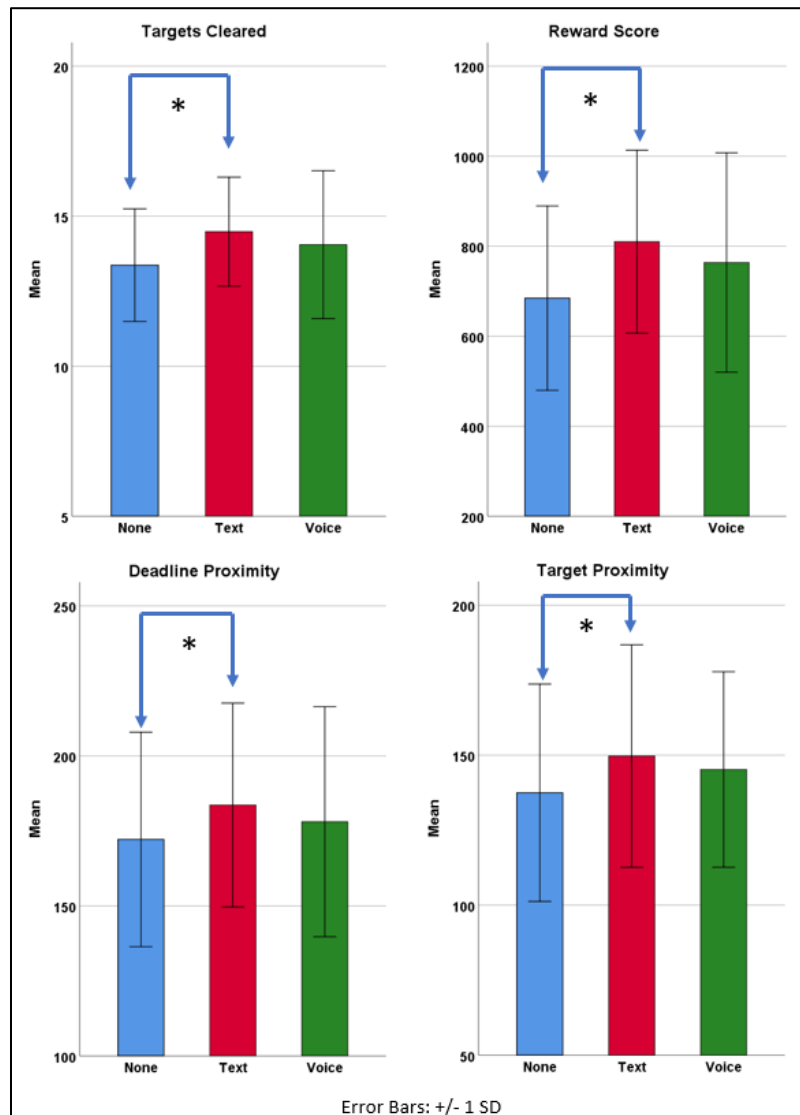 Targets Cleared
20
15
10
5
Mean
*
None Text Voice
Reward Score
1200
1000
800
600
400
200
Mean
*
None Text Voice
Deadline Proximity
250
200
150
100
Mean
*
None Text Voice
Target Proximity
200
150
100
50
Mean
*
None Text Voice
Error Bars: +/- 1 SD